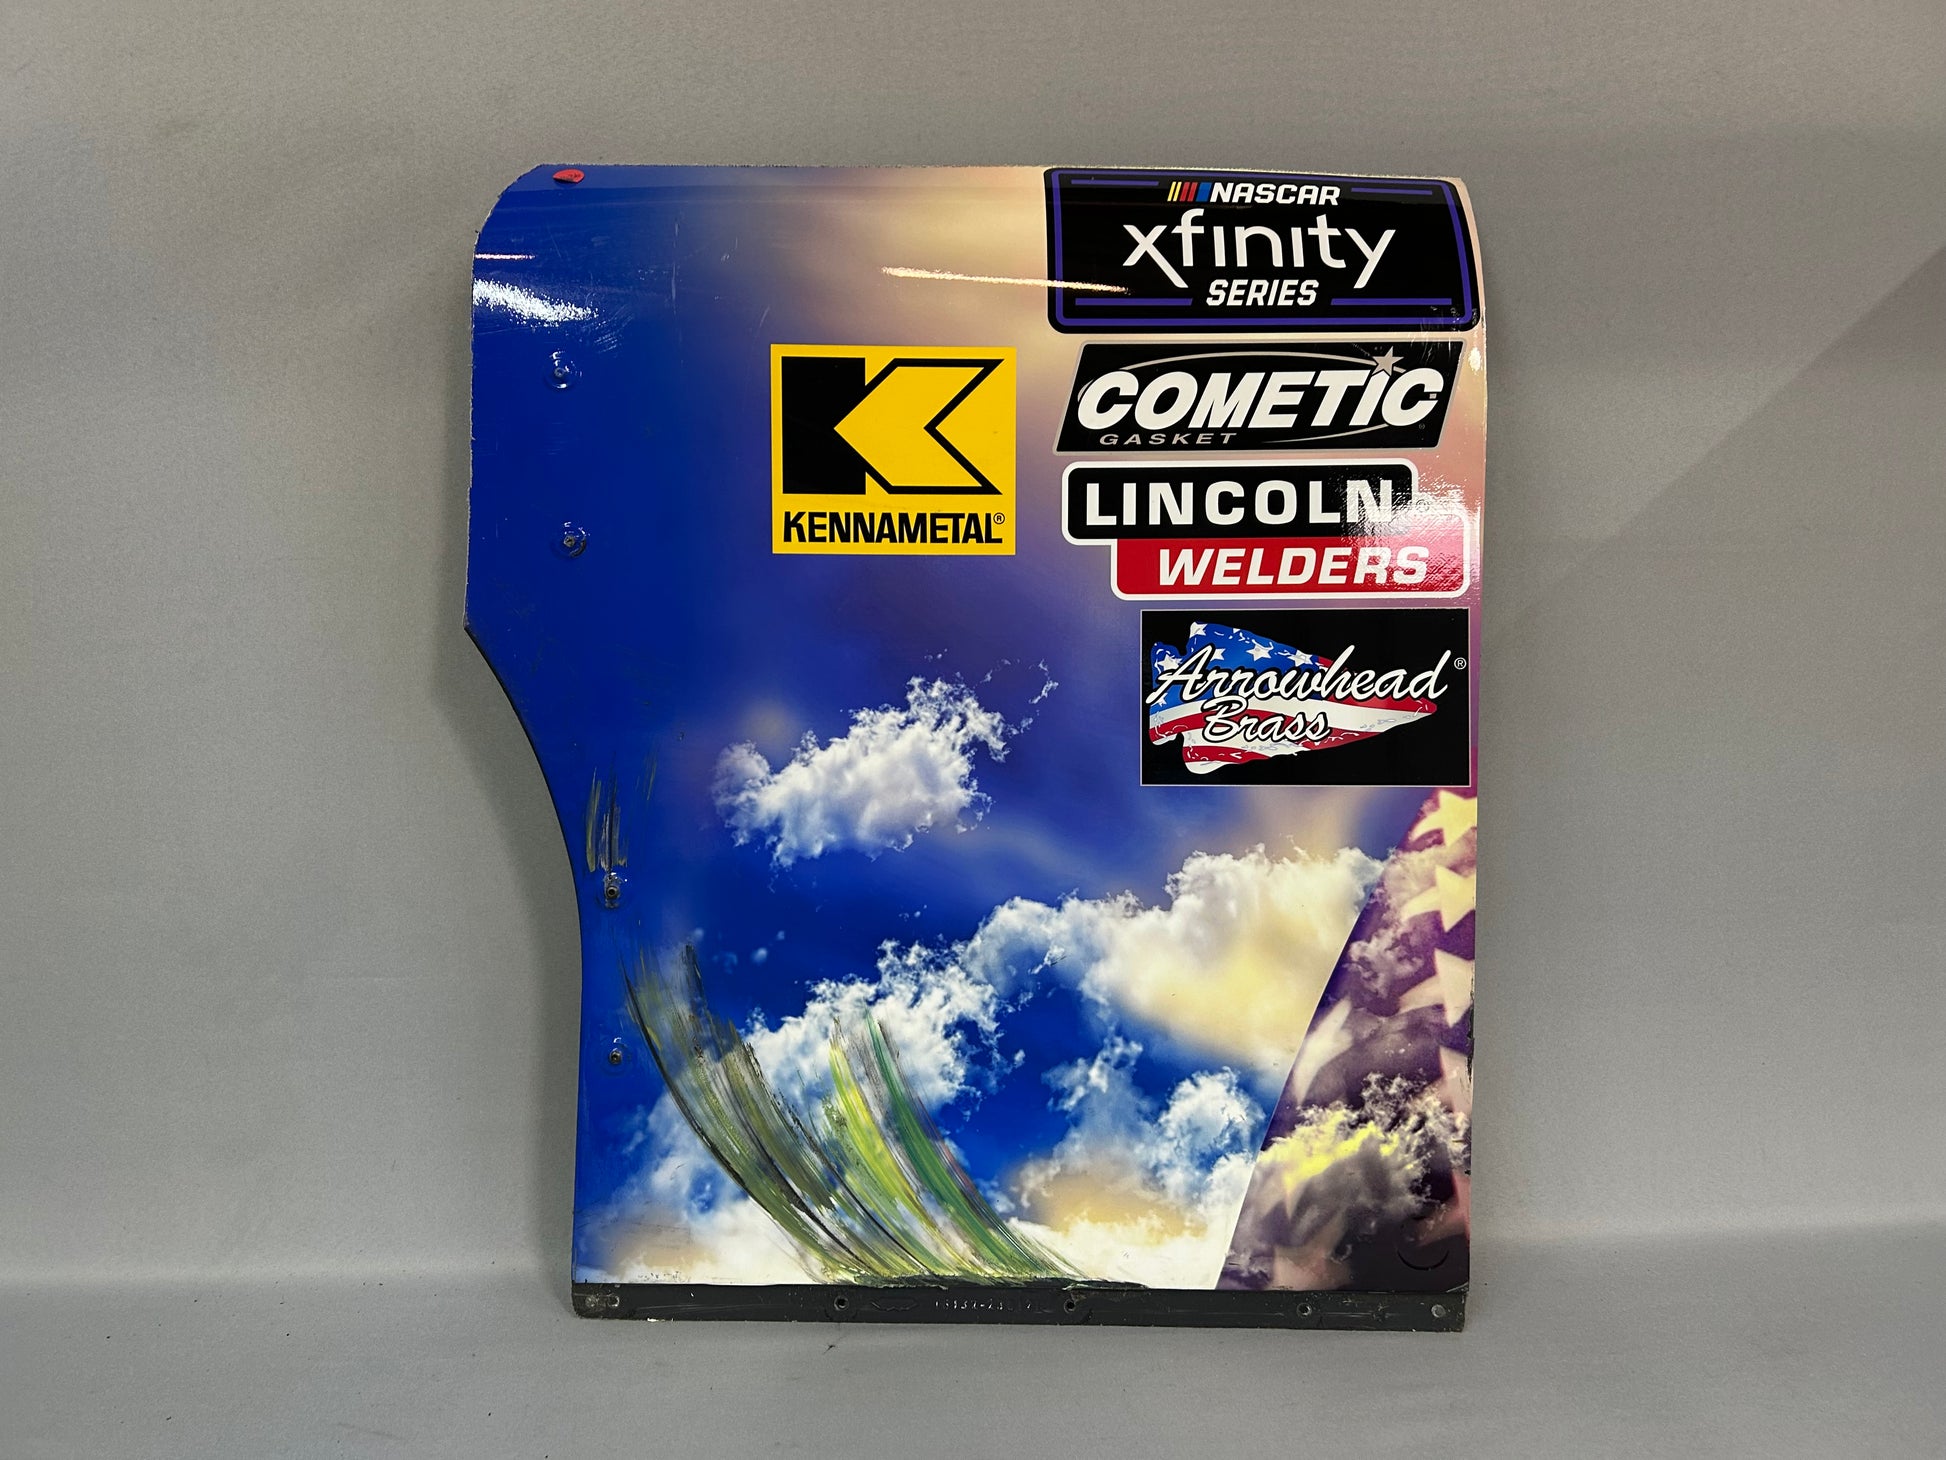 NASCAR
xfinity
SERIES
COMETIC
GASKET
KENNAMETAL®
LINCOLN®
WELDERS
Arrowhead®
Brass